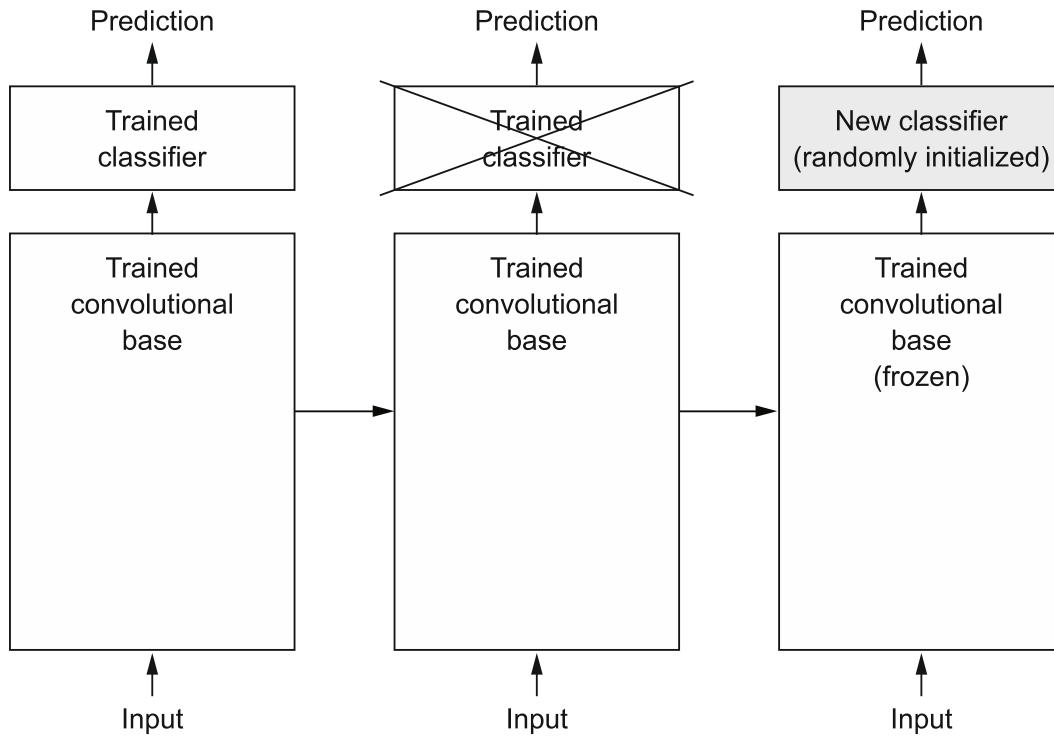 Prediction
Trained
classifier
Trained
convolutional
base
Input
Prediction
Trained
classifier
Trained
convolutional
base
Input
Prediction
New classifier
(randomly initialized)
Trained
convolutional
base
(frozen)
Input